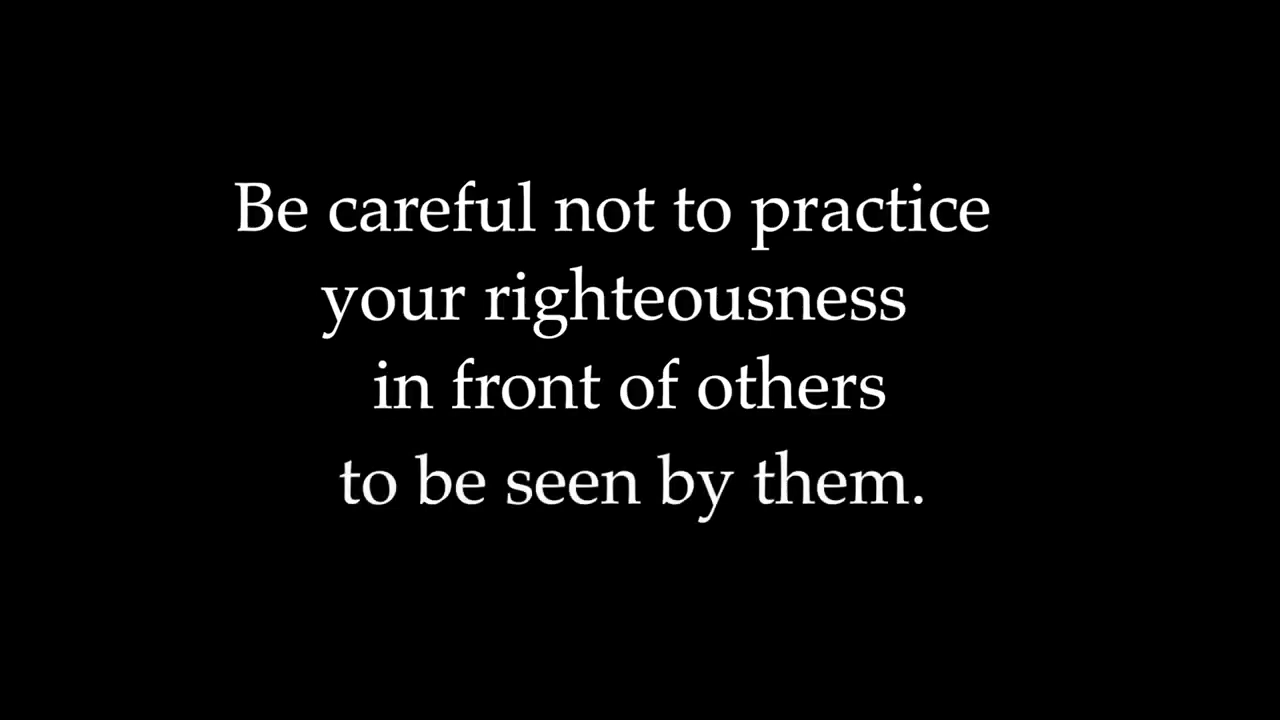 Be careful not to practice
your righteousness
in front of others
to be seen by them.